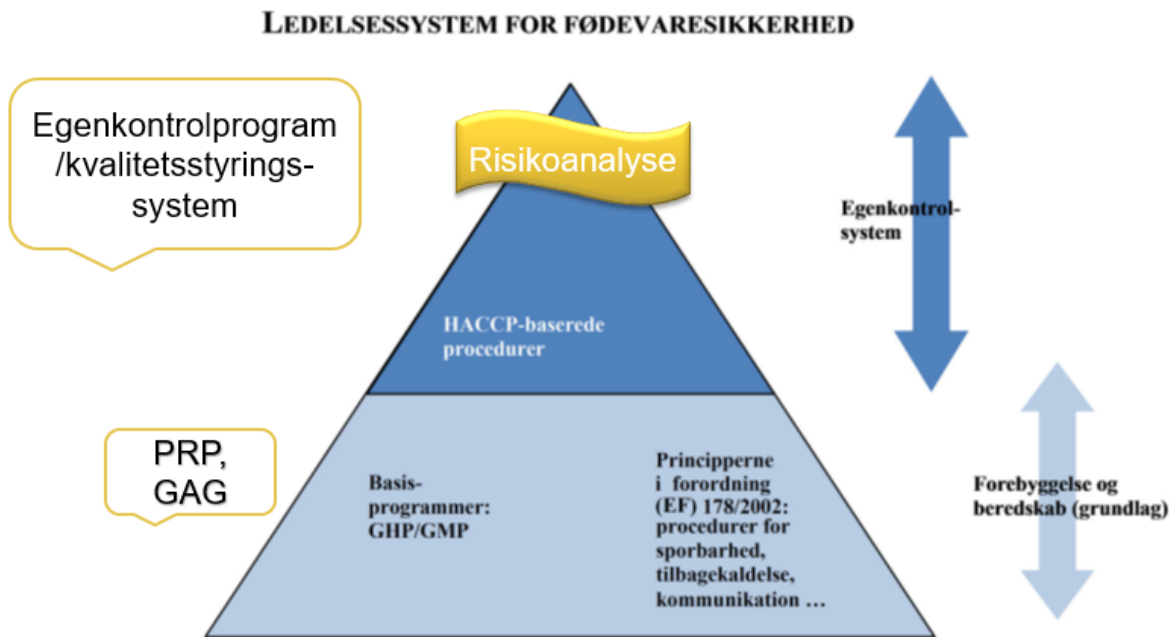 LEDELSESSYSTEM FOR FØDEVARESIKKERHED
Egenkontrolprogram
/kvalitetsstyrings-
system
Risikoanalyse
Egenkontrol-
system
HACCP-baserede
procedurer
PRP,
GAG
Basis-
programmer:
GHP/GMP
Principperne
i forordning
(EF) 178/2002:
procedurer for
sporbarhed,
tilbagekaldelse,
kommunikation …
Forebyggelse og
beredskab (grundlag)